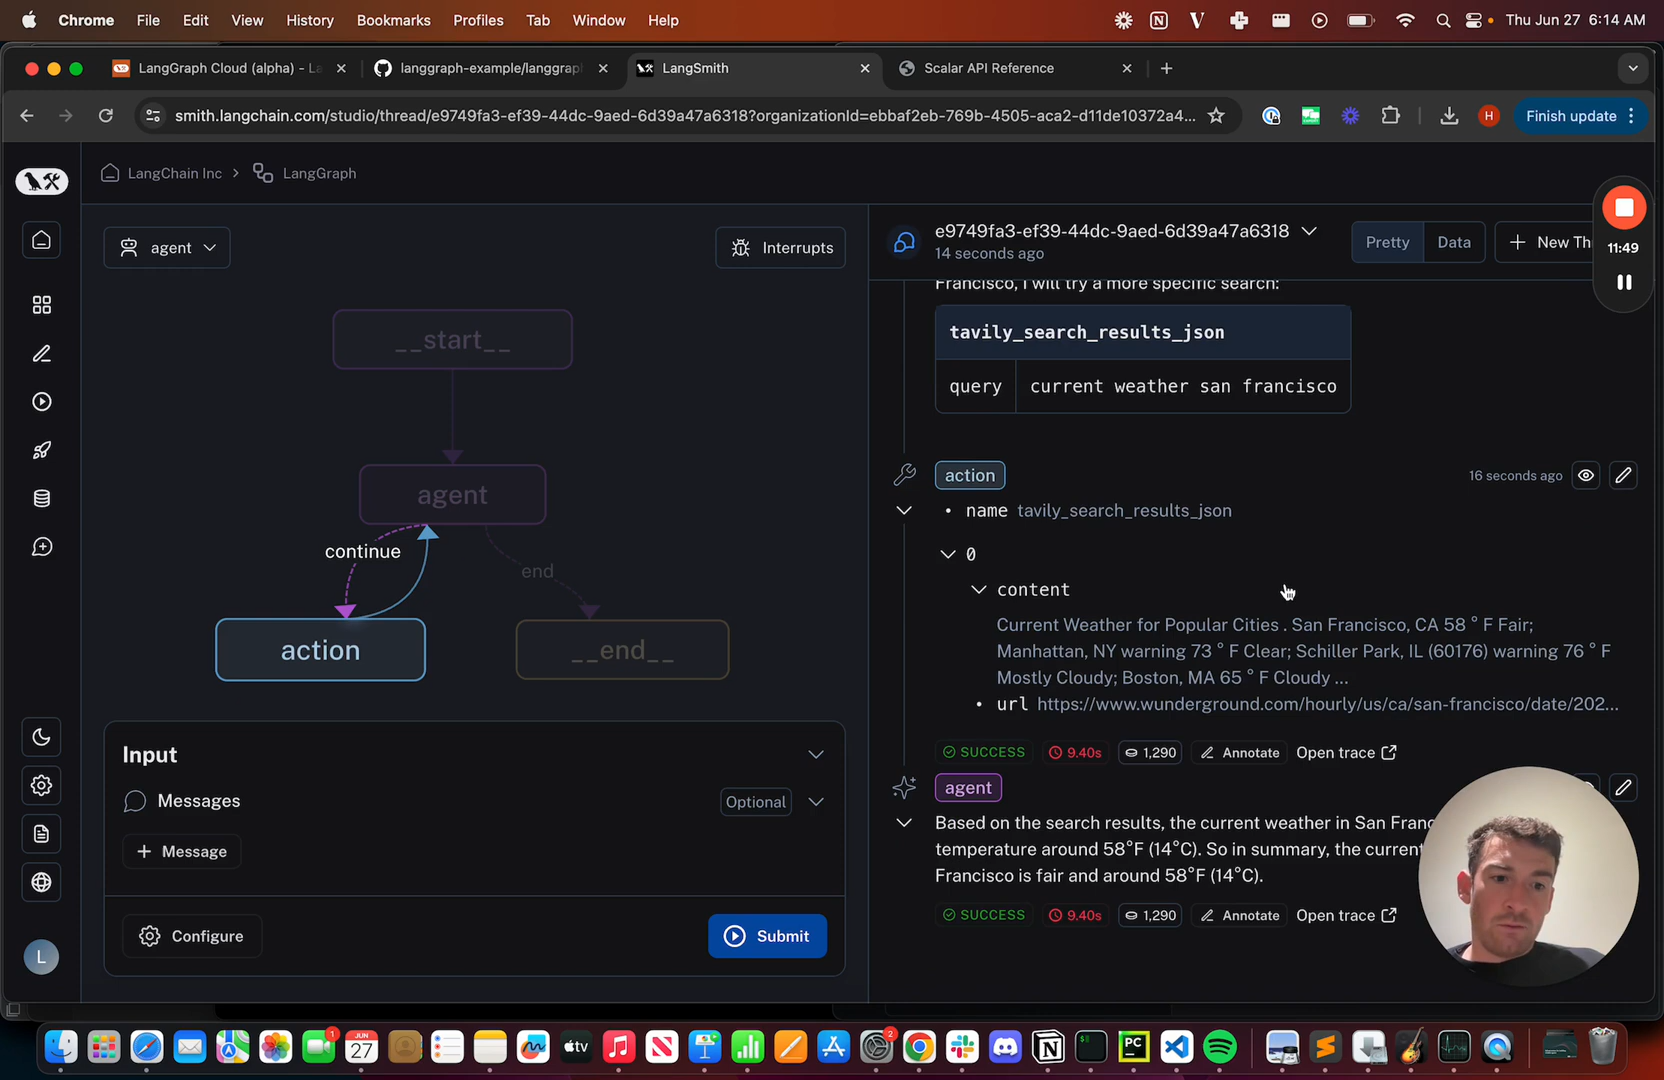 Chrome File Edit View History Bookmarks Profiles Tab Window Help
Thu Jun 27 6:14 AM
LangGraph Cloud (alpha) - La
langgraph-example/langgraph
LangSmith
Scalar API Reference
smith.langchain.com/studio/thread/e9749fa3-ef39-44dc-9aed-6d39a47a6318?organizationId=ebbaf2eb-769b-4505-aca2-d11de10372a4...
H
Finish update
LangChain Inc
LangGraph
agent
Interrupts
e9749fa3-ef39-44dc-9aed-6d39a47a6318
14 seconds ago
Pretty
Data
New Th
11:49
__start__
agent
continue
end
action
__end__
Input
Messages
Optional
Message
Configure
Submit
L
Francisco, I will try a more specific search:
tavily_search_results_json
query current weather san francisco
action
16 seconds ago
name tavily_search_results_json
0
content
Current Weather for Popular Cities . San Francisco, CA 58 ° F Fair;
Manhattan, NY warning 73 ° F Clear; Schiller Park, IL (60176) warning 76 ° F
Mostly Cloudy; Boston, MA 65 ° F Cloudy ...
url https://www.wunderground.com/hourly/us/ca/san-francisco/date/202...
SUCCESS 9.40s 1,290 Annotate Open trace
agent
Based on the search results, the current weather in San Franc
temperature around 58°F (14°C). So in summary, the current
Francisco is fair and around 58°F (14°C).
SUCCESS 9.40s 1,290 Annotate Open trace
1
JUN
27
tv
2
PC